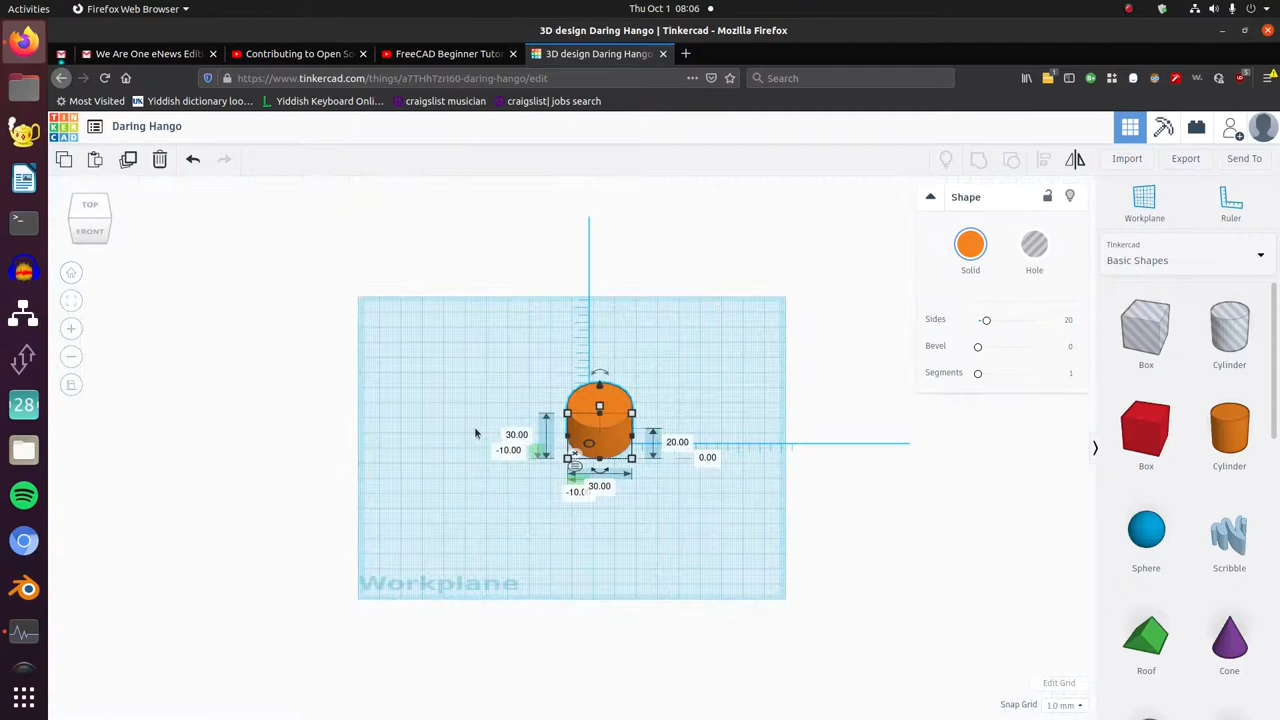 Activities
Firefox Web Browser
Thu Oct 1 08:06
3D design Daring Hango | Tinkercad - Mozilla Firefox
We Are One eNews Editi
Contributing to Open So
FreeCAD Beginner Tutor
3D design Daring Hango
https://www.tinkercad.com/things/a7THhTzrI60-daring-hango/edit
Search
Most Visited
Yiddish dictionary loo...
Yiddish Keyboard Onli...
craigslist musician
craigslist| jobs search
TIN
KER
CAD
Daring Hango
Import
Export
Send To
TOP
FRONT
Shape
Solid
Hole
Sides
20
Bevel
0
Segments
1
Workplane
Ruler
Tinkercad
Basic Shapes
Box
Cylinder
Box
Cylinder
Sphere
Scribble
Roof
Cone
30.00
-10.00
20.00
0.00
-10.0
30.00
Workplane
28
Edit Grid
Snap Grid
1.0 mm